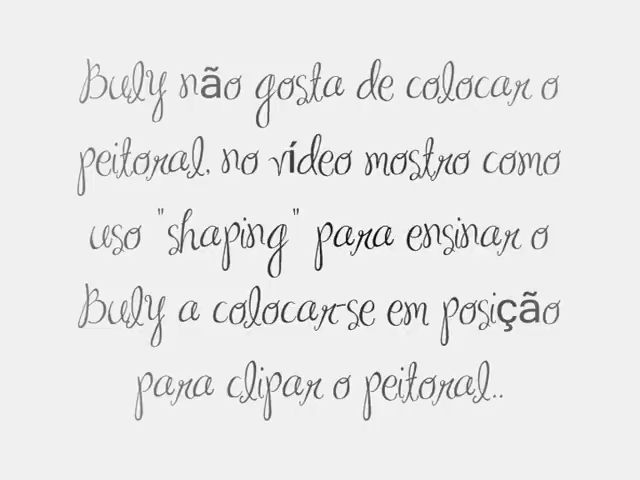 Buly não gosta de colocar o
peitoral, no vídeo mostro como
uso "shaping" para ensinar o
Buly a colocar-se em posição
para clipar o peitoral..